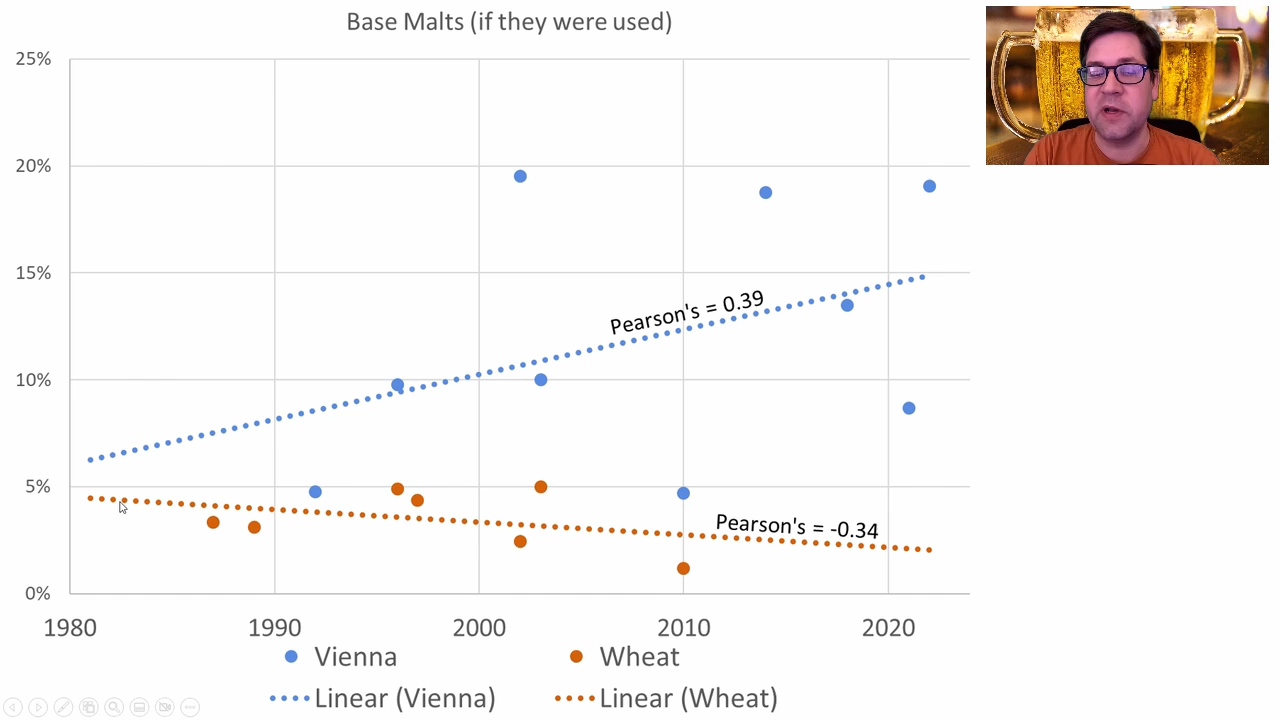 Base Malts (if they were used)
25%
20%
15%
10%
5%
0%
Pearson's = 0.39
Pearson's = -0.34
1980 1990 2000 2010 2020
Vienna Wheat
Linear (Vienna) Linear (Wheat)